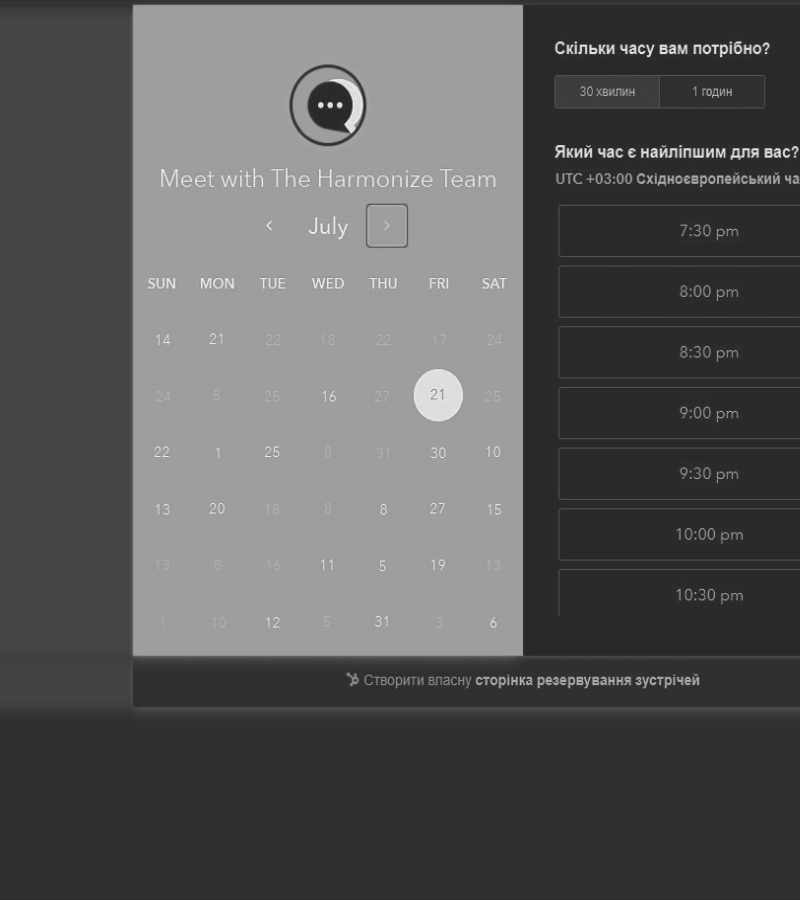 Meet with The Harmonize Team
July
SUN MON TUE WED THU FRI SAT
14 21 22 18 22 17 24
24 5 25 16 27 21 25
22 1 25 8 31 30 10
13 20 18 8 8 27 15
13 8 16 11 5 19 13
1 10 12 5 31 3 6
Скільки часу вам потрібно?
30 хвилин 1 годин
Який час є найліпшим для вас?
UTC +03:00 Східноєвропейський ча
7:30 pm
8:00 pm
8:30 pm
9:00 pm
9:30 pm
10:00 pm
10:30 pm
Створити власну сторінка резервування зустрічей